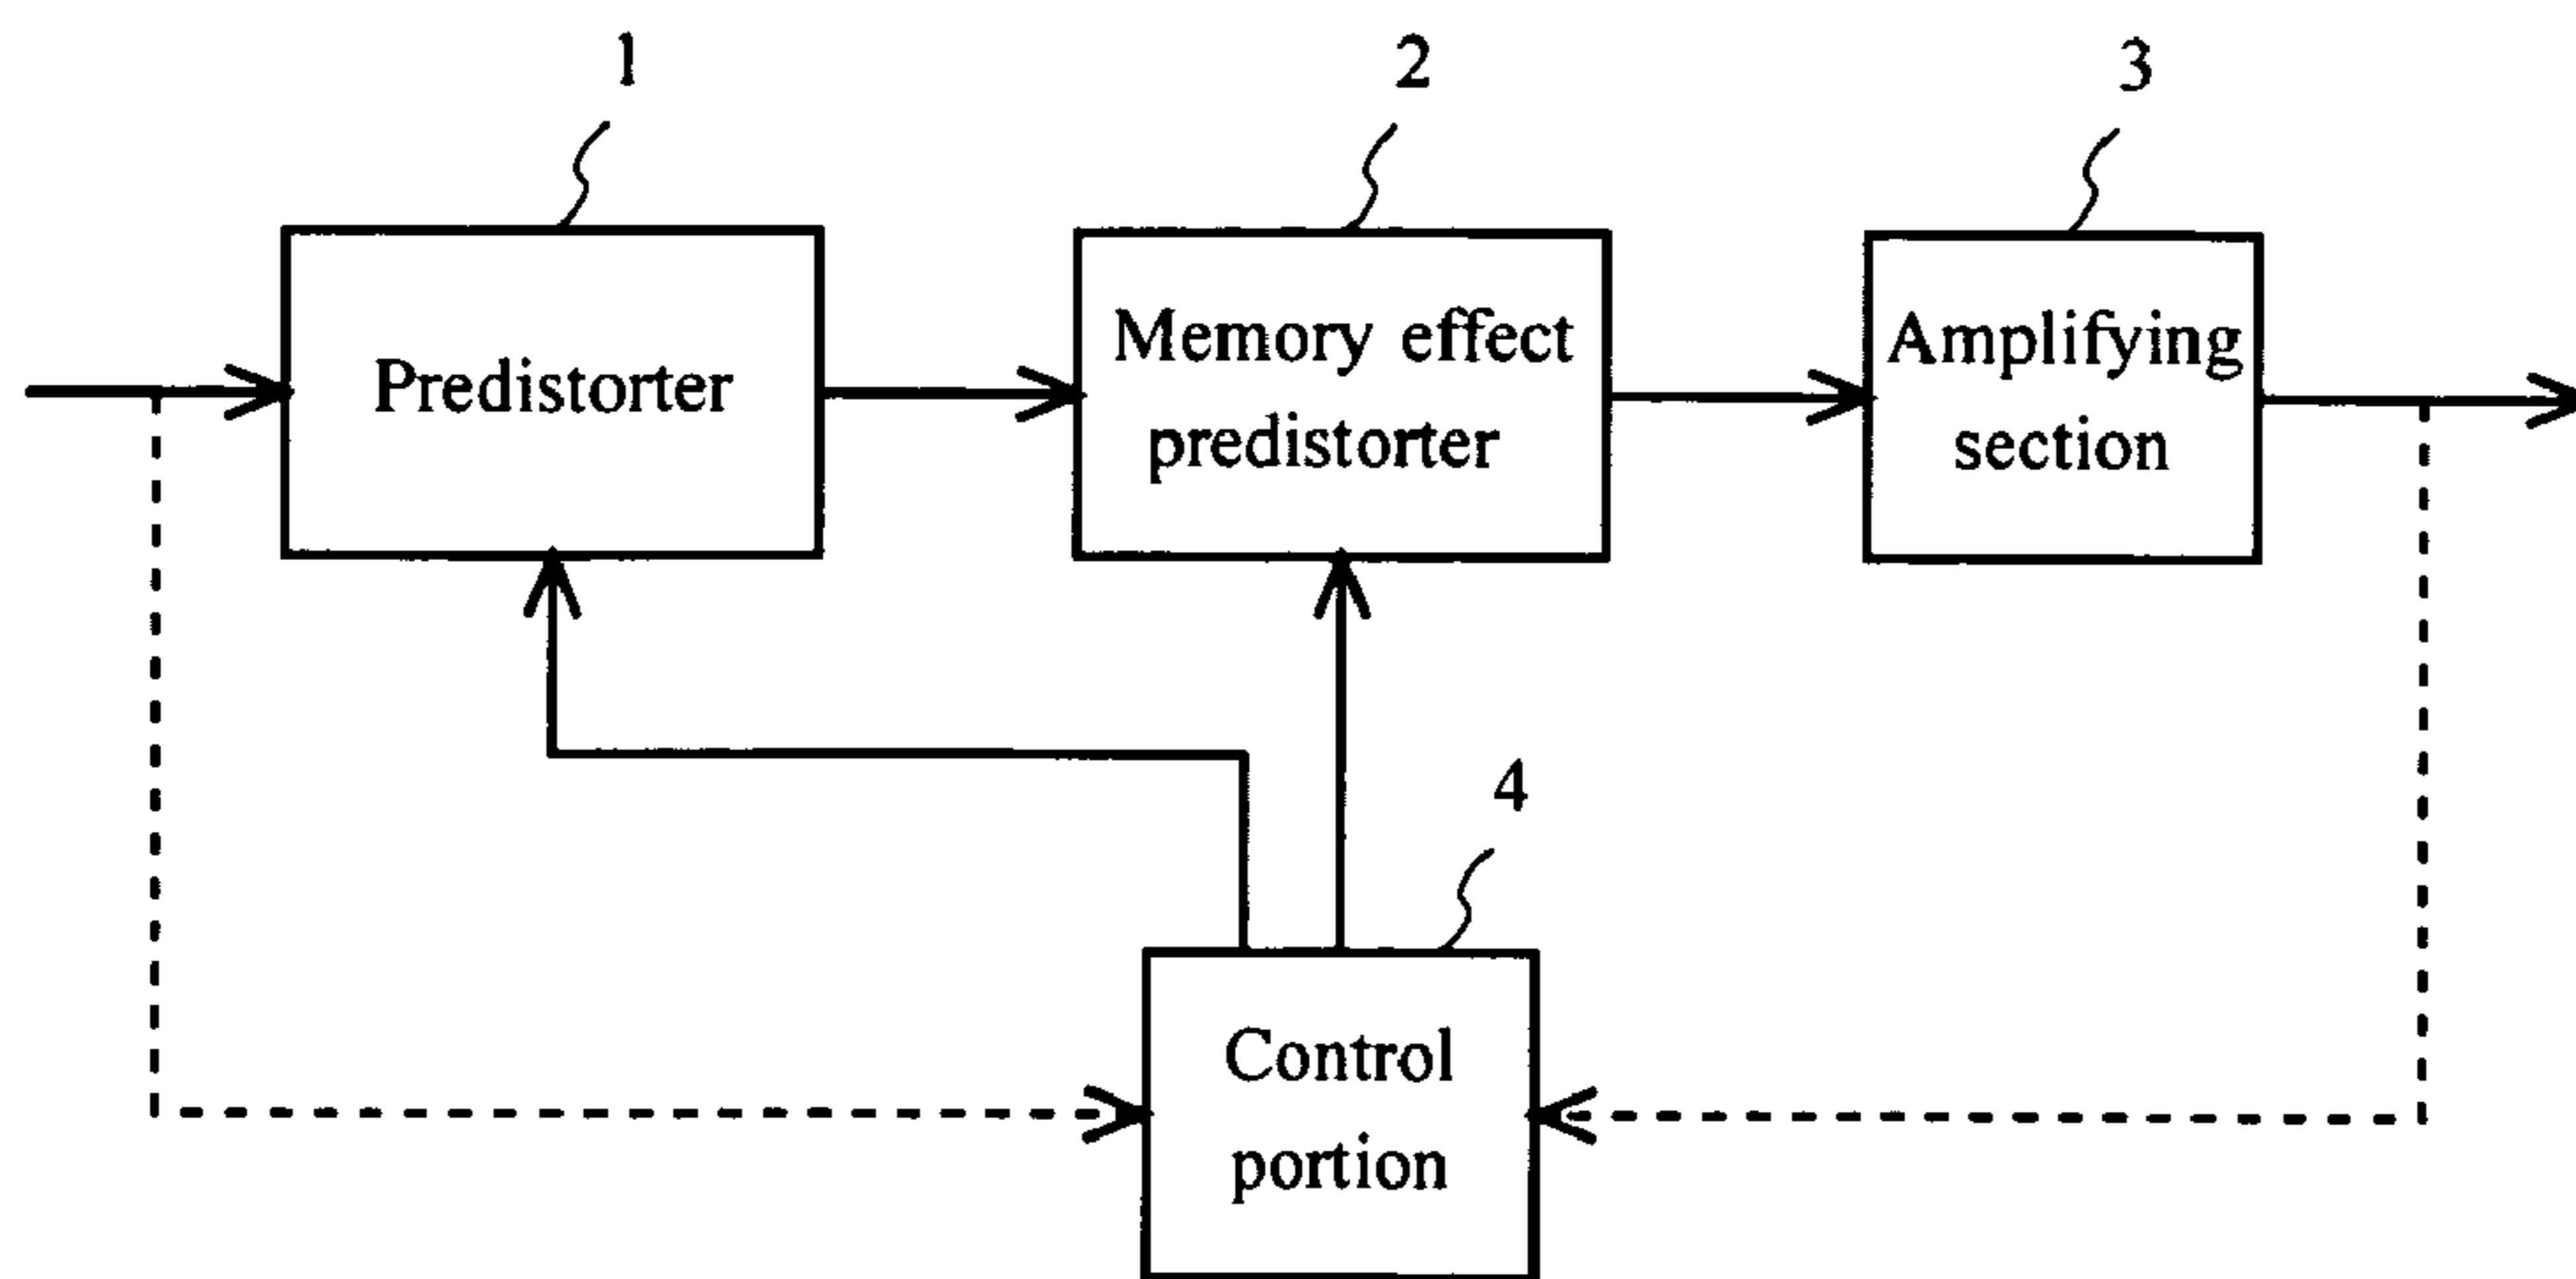 1
2
3
Predistorter
Memory effect
predistorter
Amplifying
section
4
Control
portion